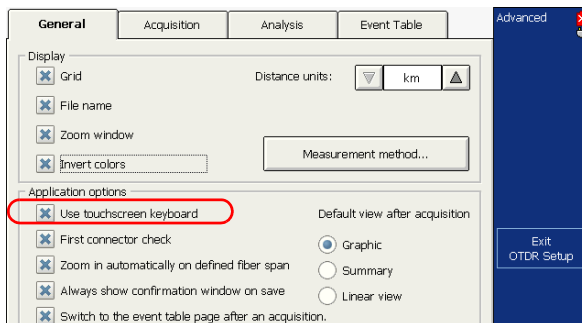 General
Acquisition
Analysis
Event Table
Advanced
Display
Grid
Distance units:
km
File name
Zoom window
Invert colors
Measurement method...
Application options
Use touchscreen keyboard
Default view after acquisition
First connector check
Graphic
Zoom in automatically on defined fiber span
Summary
Always show confirmation window on save
Linear view
Switch to the event table page after an acquisition.
Exit
OTDR Setup